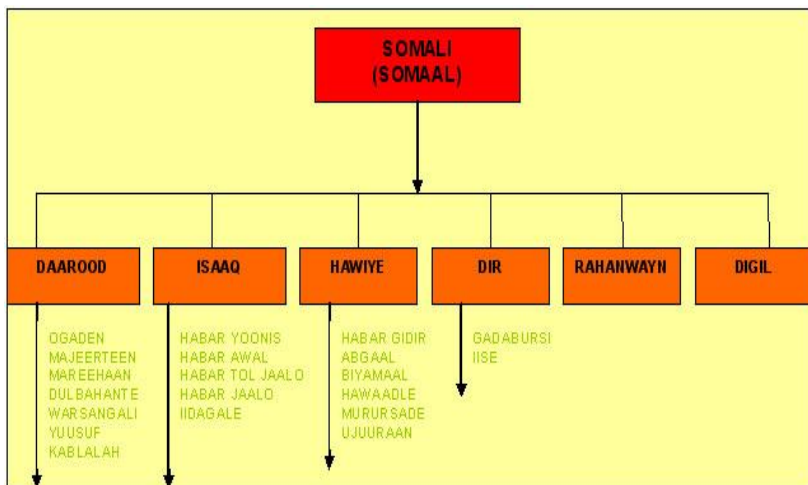 SOMALI
(SOMAAL)
DAAROOD
ISAAQ
HAWIYE
DIR
RAHANWAYN
DIGIL
OGADEN
MAJEERTEEN
MAREEHAAN
DULBAHANTE
WARSANGALI
YUUSUF
KABLALAH
HABAR YOONIS
HABAR AWAL
HABAR TOL JAALO
HABAR JAALO
IIDAGALE
HABAR GIDIR
ABGAAL
BIYAMAAL
HAWAADLE
MURURSADE
UJUURAAN
GADABURSI
IISE